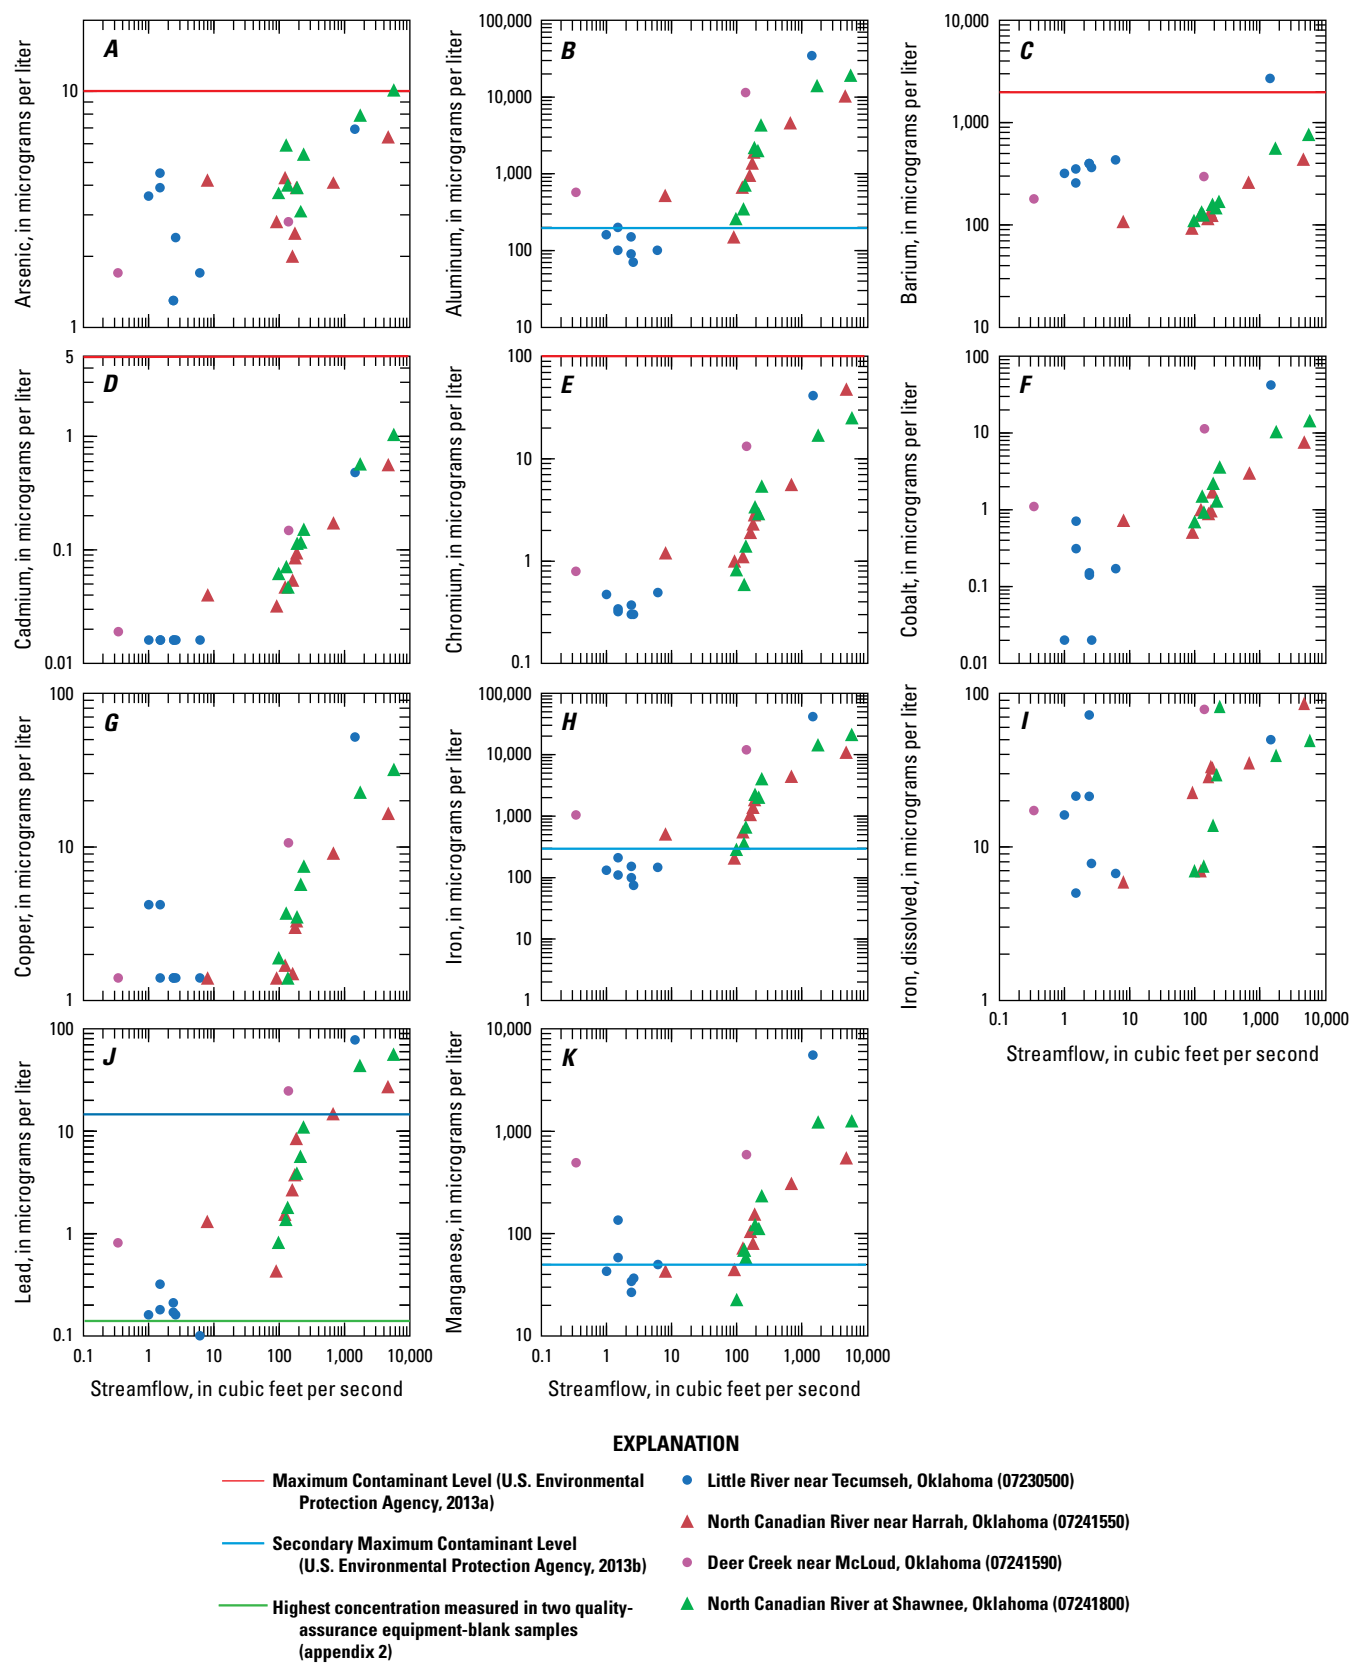 A
Arsenic, in micrograms per liter
10
1
B
Aluminum, in micrograms per liter
100,000
10,000
1,000
100
10
C
Barium, in micrograms per liter
10,000
1,000
100
10
D
Cadmium, in micrograms per liter
5
1
0.1
0.01
E
Chromium, in micrograms per liter
100
10
1
0.1
F
Cobalt, in micrograms per liter
100
10
1
0.1
0.01
G
Copper, in micrograms per liter
100
10
1
H
Iron, in micrograms per liter
100,000
10,000
1,000
100
10
1
I
Iron, dissolved, in micrograms per liter
100
10
1
0.1 1 10 100 1,000 10,000
Streamflow, in cubic feet per second
J
Lead, in micrograms per liter
100
10
1
0.1
0.1 1 10 100 1,000 10,000
Streamflow, in cubic feet per second
K
Manganese, in micrograms per liter
10,000
1,000
100
10
0.1 1 10 100 1,000 10,000
Streamflow, in cubic feet per second
EXPLANATION
Maximum Contaminant Level (U.S. Environmental
Protection Agency, 2013a)
Secondary Maximum Contaminant Level
(U.S. Environmental Protection Agency, 2013b)
Highest concentration measured in two quality-
assurance equipment-blank samples
(appendix 2)
Little River near Tecumseh, Oklahoma (07230500)
North Canadian River near Harrah, Oklahoma (07241550)
Deer Creek near McLoud, Oklahoma (07241590)
North Canadian River at Shawnee, Oklahoma (07241800)